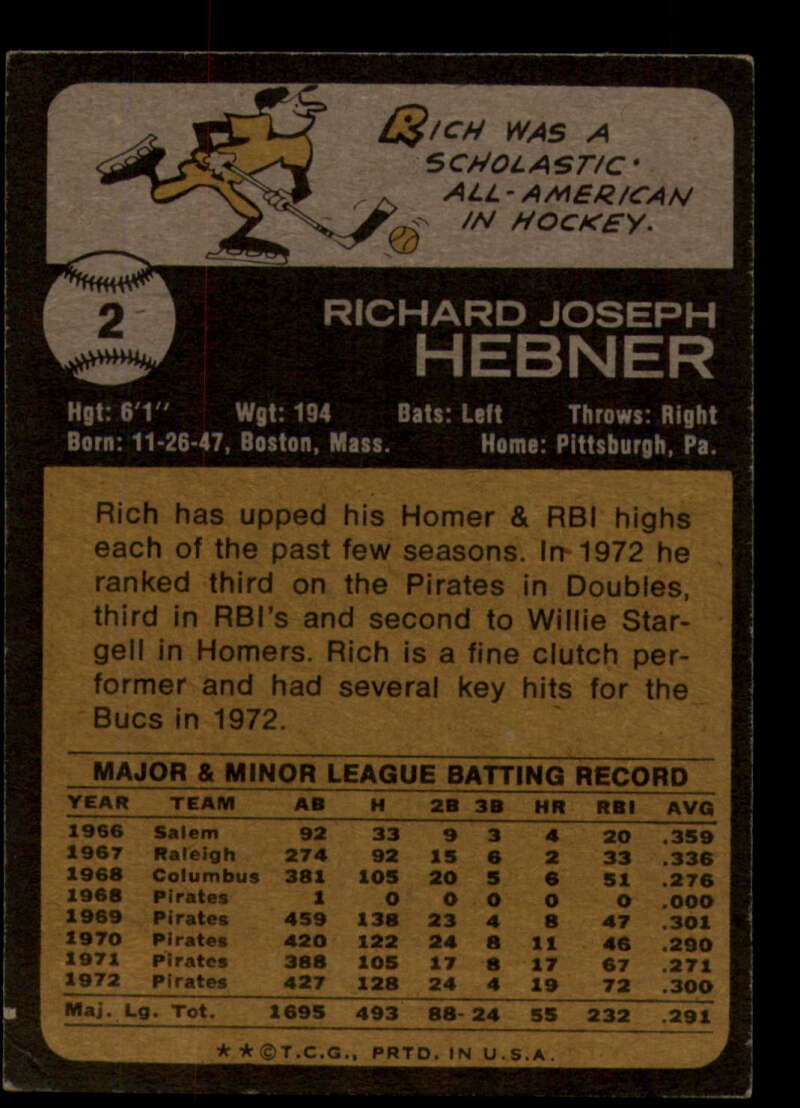 RICH WAS A
SCHOLASTIC
ALL-AMERICAN
IN HOCKEY.
2
RICHARD JOSEPH
HEBNER
Hgt: 6'1" Wgt: 194 Bats: Left Throws: Right
Born: 11-26-47, Boston, Mass. Home: Pittsburgh, Pa.
Rich has upped his Homer & RBI highs
each of the past few seasons. In 1972 he
ranked third on the Pirates in Doubles,
third in RBI's and second to Willie Star-
gell in Homers. Rich is a fine clutch per-
former and had several key hits for the
Bucs in 1972.
MAJOR & MINOR LEAGUE BATTING RECORD
YEAR TEAM AB H 2B 3B HR RBI AVG
1966 Salem 92 33 9 3 4 20 .359
1967 Raleigh 274 92 15 6 2 33 .336
1968 Columbus 381 105 20 5 6 51 .276
1968 Pirates 1 0 0 0 0 0 .000
1969 Pirates 459 138 23 4 8 47 .301
1970 Pirates 420 122 24 8 11 46 .290
1971 Pirates 388 105 17 8 17 67 .271
1972 Pirates 427 128 24 4 19 72 .300
Maj. Lg. Tot. 1695 493 88 24 55 232 .291
★ ★ © T.C.G., PRTD. IN U.S.A.